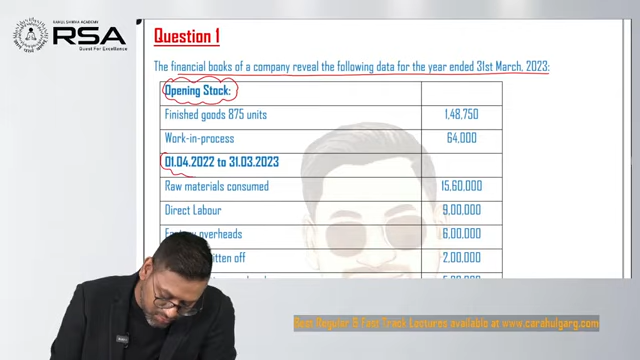 RAHUL SHARMA ACADEMY
RSA
Quest For Excellence
Question 1
The financial books of a company reveal the following data for the year ended 31st March, 2023:
Opening Stock:
Finished goods 875 units 1,48,750
Work-in-process 64,000
01.04.2022 to 31.03.2023
Raw materials consumed 15,60,000
Direct Labour 9,00,000
overheads 6,00,000
off 2,00,000
Best Regular & Fast Track Lectures available at www.carahulgarg.com